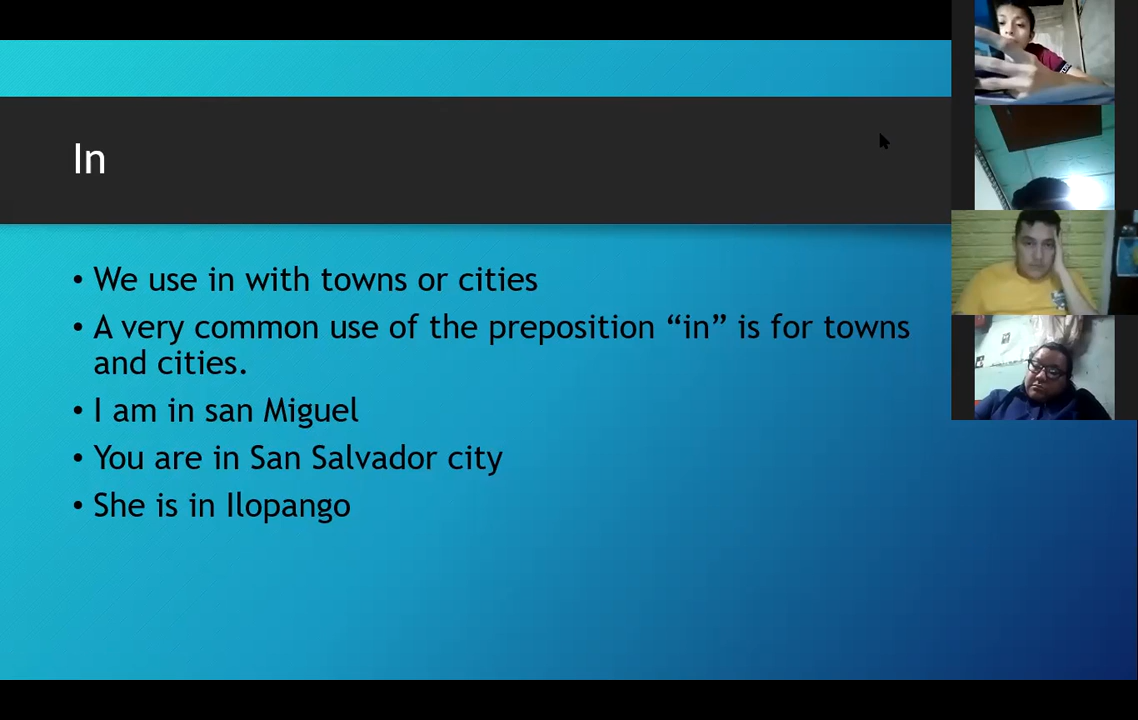 In
• We use in with towns or cities
• A very common use of the preposition “in” is for towns
and cities.
• I am in san Miguel
• You are in San Salvador city
• She is in Ilopango